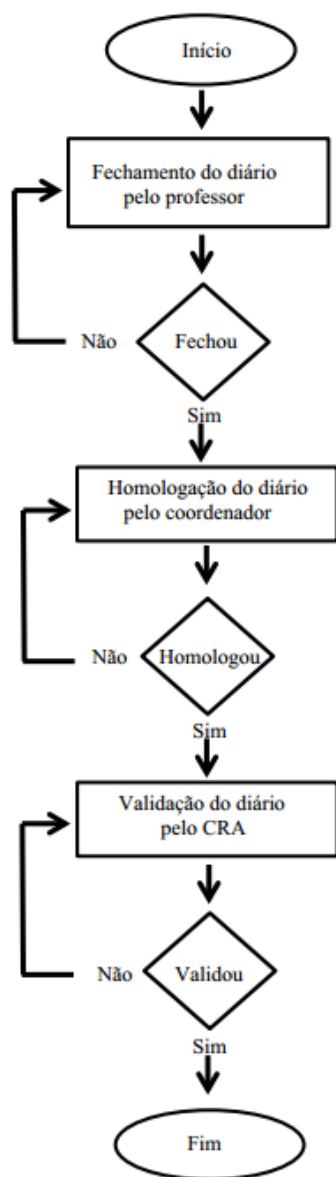 Início
Fechamento do diário
pelo professor
Não
Fechou
Sim
Homologação do diário
pelo coordenador
Não
Homologou
Sim
Validação do diário
pelo CRA
Não
Validou
Sim
Fim